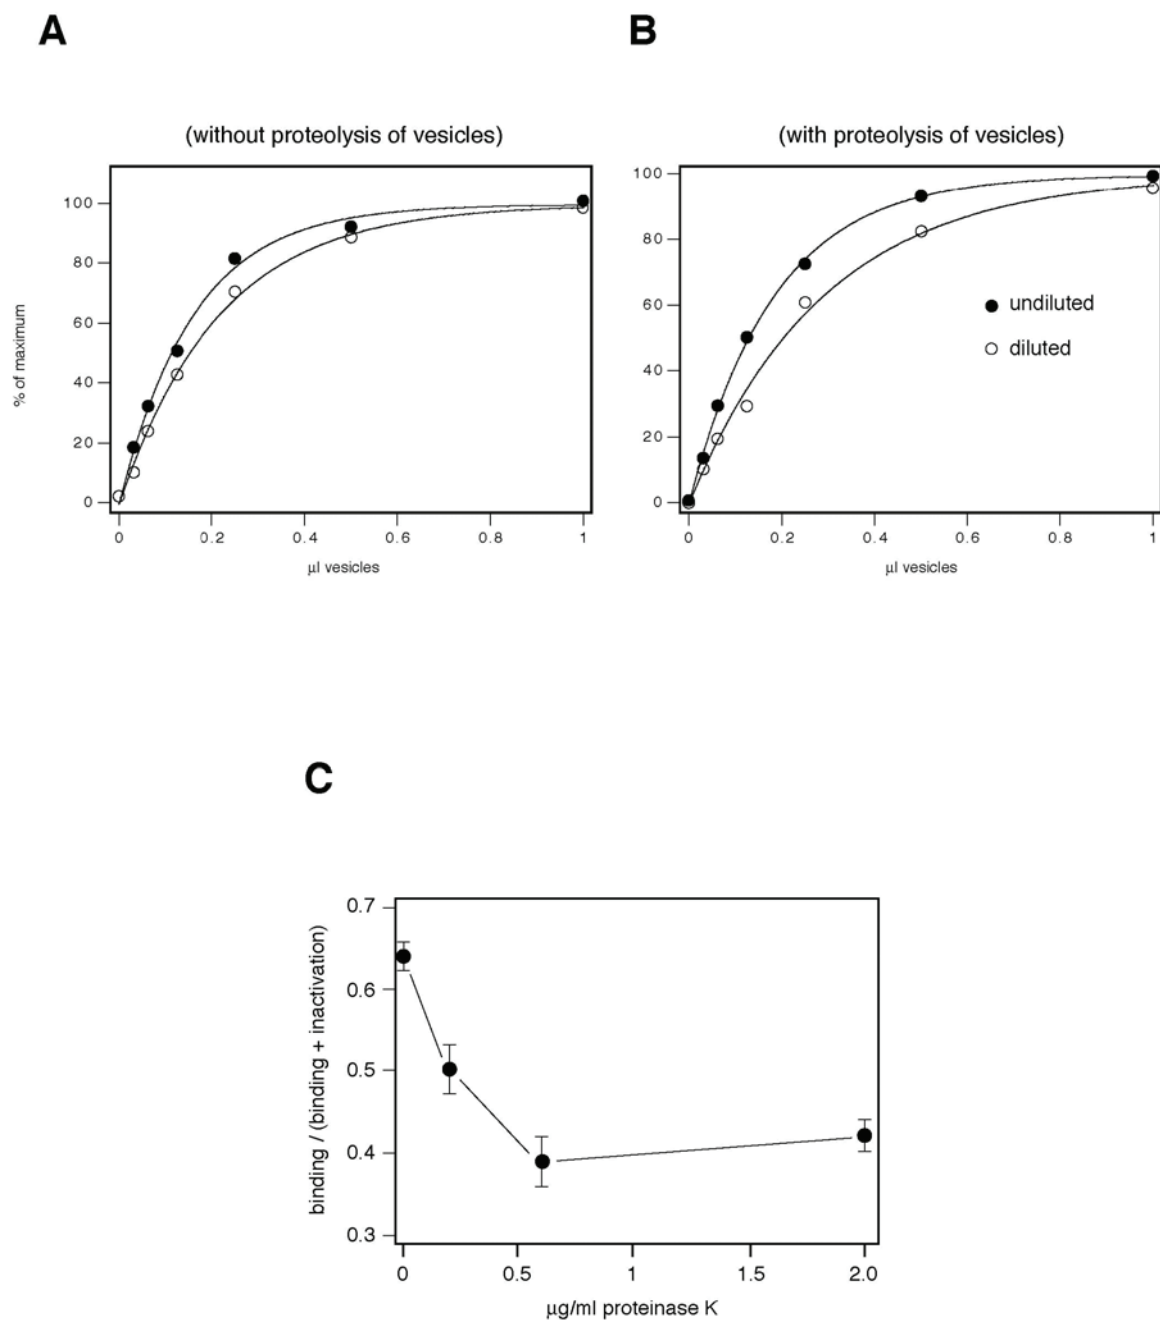 A
B
(without proteolysis of vesicles)
(with proteolysis of vesicles)
% of maximum
100
80
60
40
20
0
0 0.2 0.4 0.6 0.8 1
μl vesicles
100
80
60
40
20
0
undiluted
diluted
0 0.2 0.4 0.6 0.8 1
μl vesicles
C
binding / (binding + inactivation)
0.7
0.6
0.5
0.4
0.3
0 0.5 1 1.5 2.0
μg/ml proteinase K